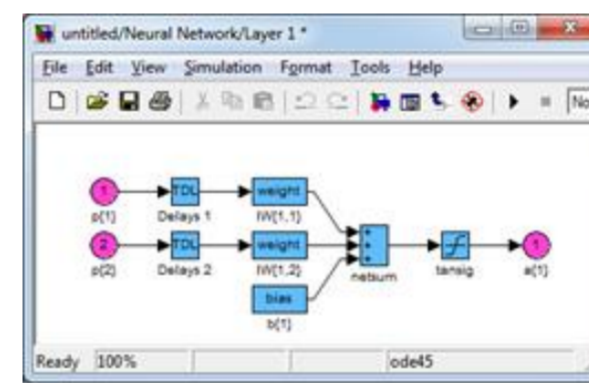 untitled/Neural Network/Layer 1 *
File Edit View Simulation Format Tools Help
No
1 TDL weight
p{1} Delays 1 IW{1,1}
2 TDL weight
p{2} Delays 2 IW{1,2}
netsum tansig
1
a{1}
bias
b{1}
Ready 100% ode45